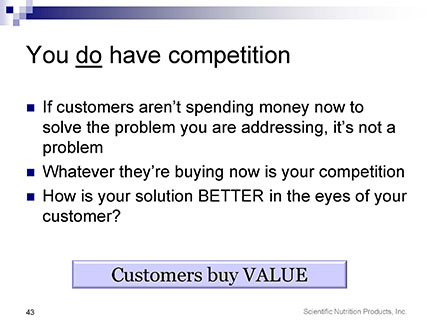 You do have competition
If customers aren't spending money now to
solve the problem you are addressing, it's not a
problem
Whatever they're buying now is your competition
How is your solution BETTER in the eyes of your
customer?
Customers buy VALUE
43
Scientific Nutrition Products, Inc.